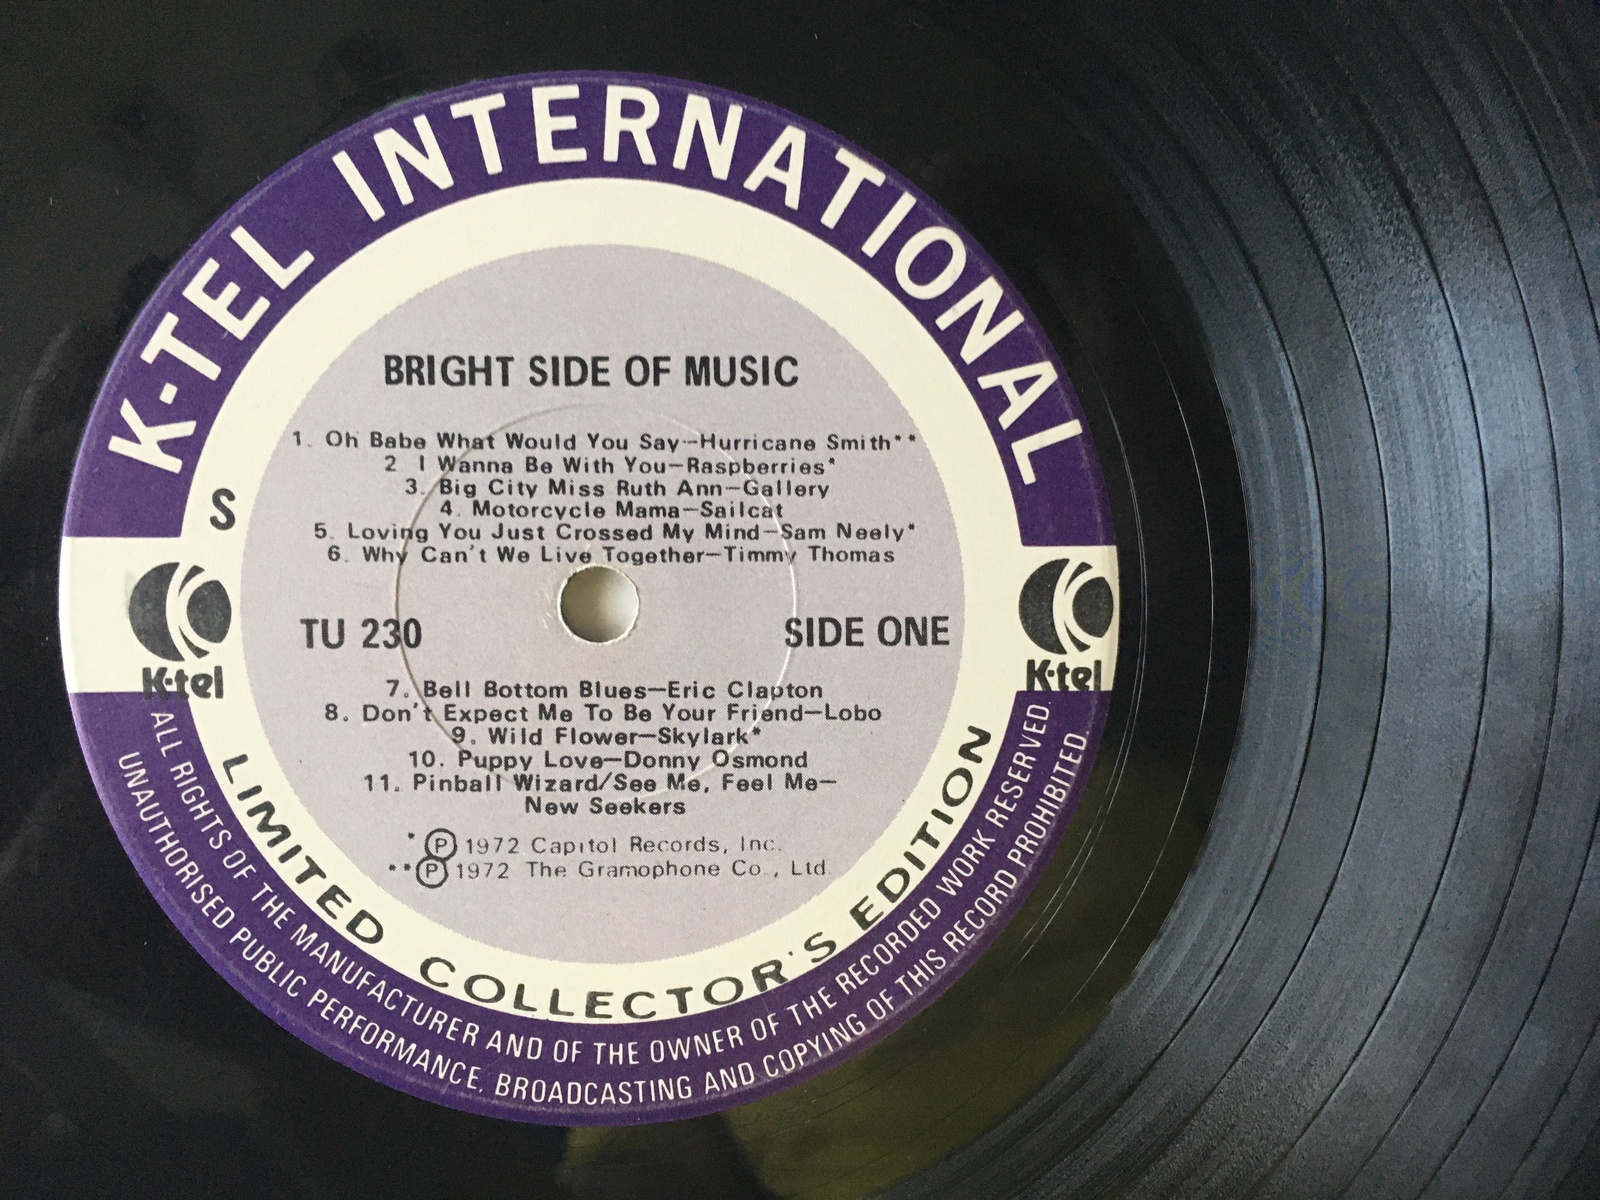 K-TEL INTERNATIONAL
BRIGHT SIDE OF MUSIC
1. Oh Babe What Would You Say--Hurricane Smith**
2 I Wanna Be With You—Raspberries*
3. Big City Miss Ruth Ann—Gallery
4. Motorcycle Mama—Sailcat
S
5. Loving You Just Crossed My Mind—Sam Neely*
6. Why Can't We Live Together—Timmy Thomas
K-tel
K-tel
TU 230
SIDE ONE
7. Bell Bottom Blues—Eric Clapton
8. Don't Expect Me To Be Your Friend—Lobo
9. Wild Flower—Skylark*
10. Puppy Love—Donny Osmond
11. Pinball Wizard/See Me, Feel Me—
New Seekers
* Ⓟ 1972 Capitol Records, Inc.
** Ⓟ 1972 The Gramophone Co., Ltd.
LIMITED COLLECTOR'S EDITION
ALL RIGHTS OF THE MANUFACTURER AND OF THE OWNER OF THE RECORDED WORK RESERVED.
UNAUTHORISED PUBLIC PERFORMANCE, BROADCASTING AND COPYING OF THIS RECORD PROHIBITED.